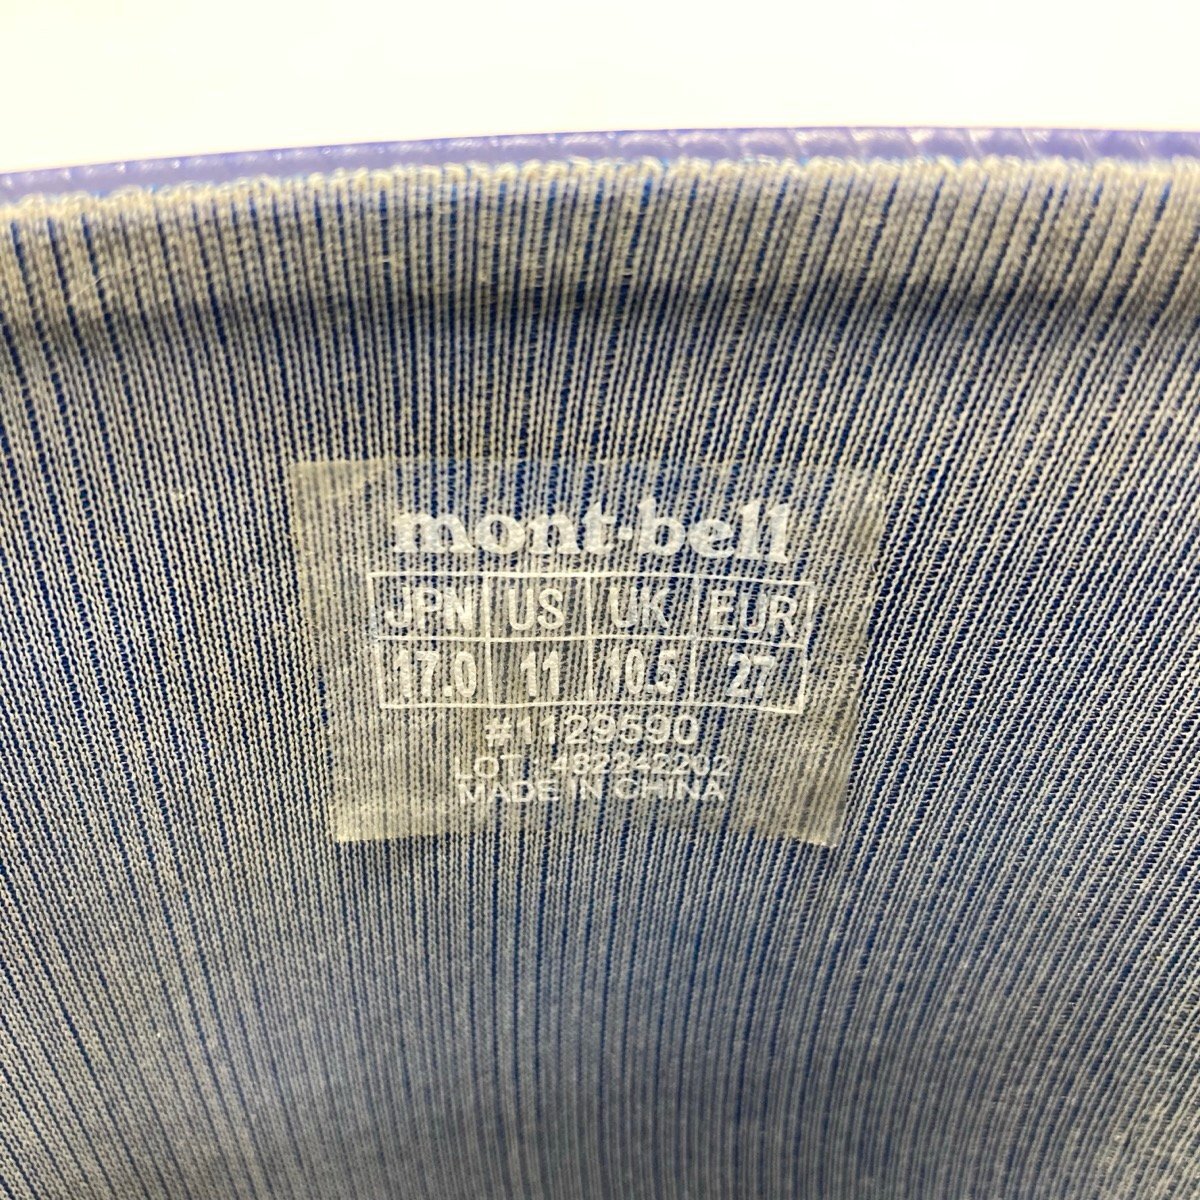 mont-bell
JPN US UK EUR
17.0 11 10.5 27
#1129590
LOT 482242202
MADE IN CHINA